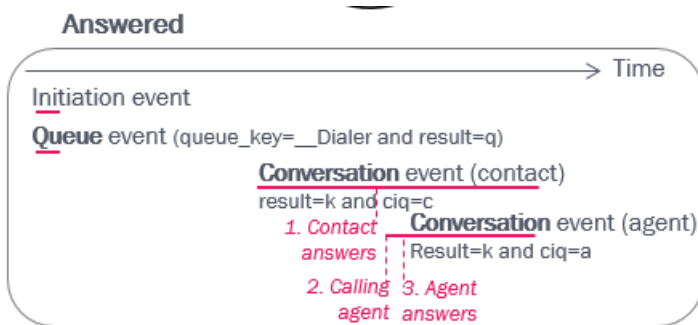 Answered
Time
Initiation event
Queue event (queue_key=__Dialer and result=q)
Conversation event (contact)
result=k and ciq=c
1. Contact
answers
Conversation event (agent)
Result=k and ciq=a
2. Calling
agent
3. Agent
answers